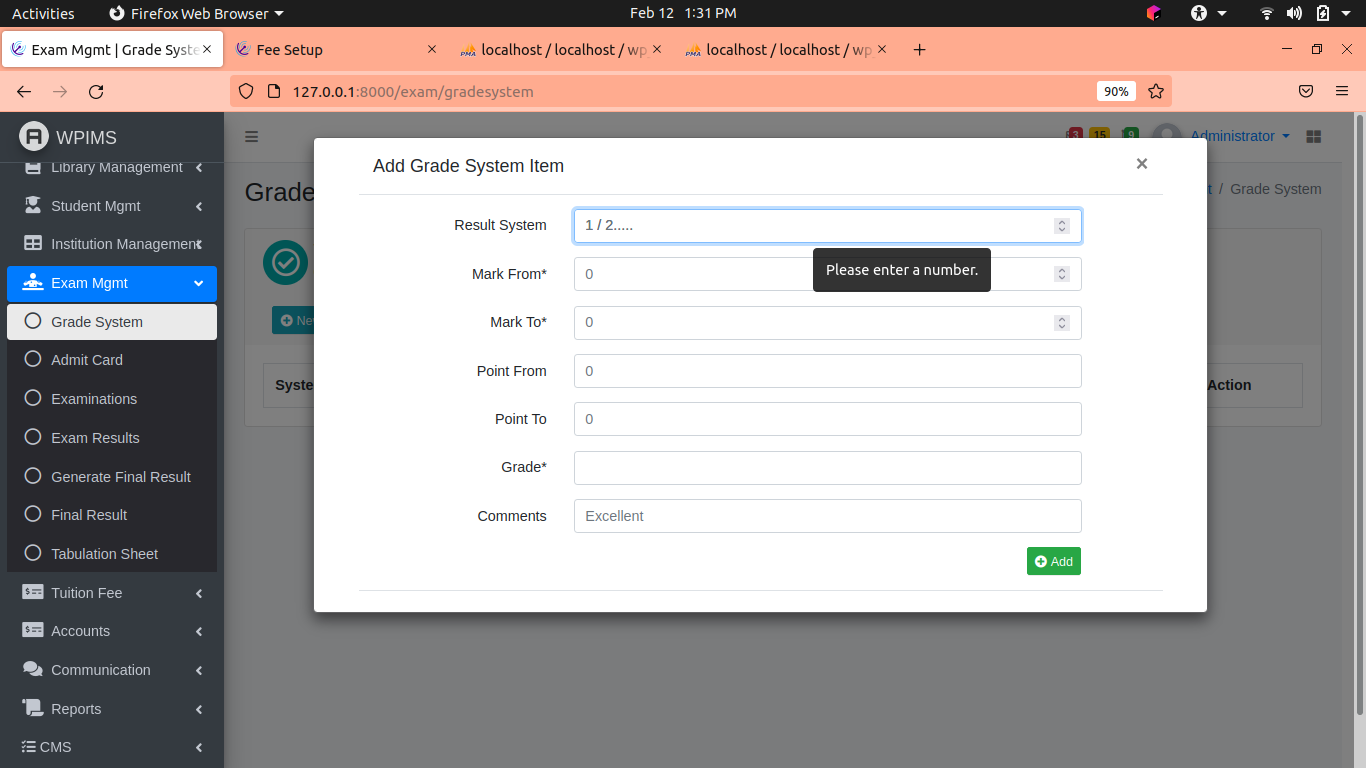 Activities
Firefox Web Browser
Feb 12 1:31 PM
Exam Mgmt | Grade Syste
Fee Setup
PMA localhost / localhost / wp
PMA localhost / localhost / wp
127.0.0.1:8000/exam/gradesystem
90%
A WPIMS
Library Management
Student Mgmt
Institution Management
Exam Mgmt
Grade System
Admit Card
Examinations
Exam Results
Generate Final Result
Final Result
Tabulation Sheet
Tuition Fee
Accounts
Communication
Reports
CMS
3 15 9
Administrator
Grade
t / Grade System
Ne
Syste
Action
Add Grade System Item
×
Result System
1 / 2.....
Please enter a number.
Mark From*
0
Mark To*
0
Point From
0
Point To
0
Grade*
Comments
Excellent
Add